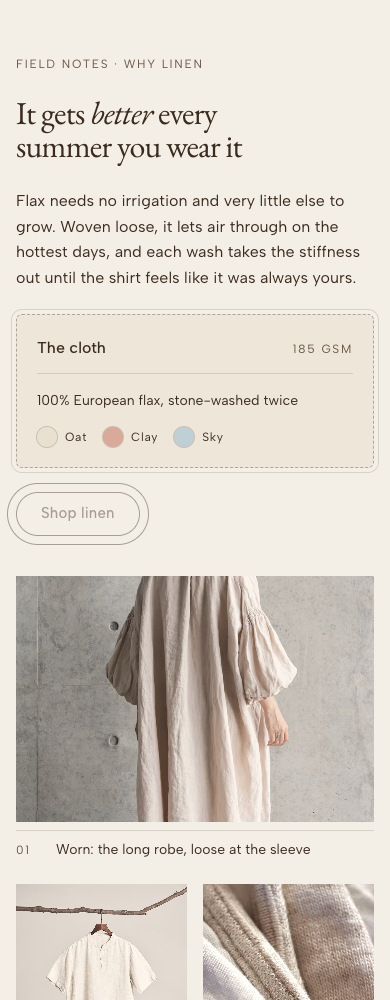 FIELD NOTES · WHY LINEN
It gets better every
summer you wear it
Flax needs no irrigation and very little else to
grow. Woven loose, it lets air through on the
hottest days, and each wash takes the stiffness
out until the shirt feels like it was always yours.
The cloth 185 GSM
100% European flax, stone-washed twice
Oat Clay Sky
Shop linen
01 Worn: the long robe, loose at the sleeve